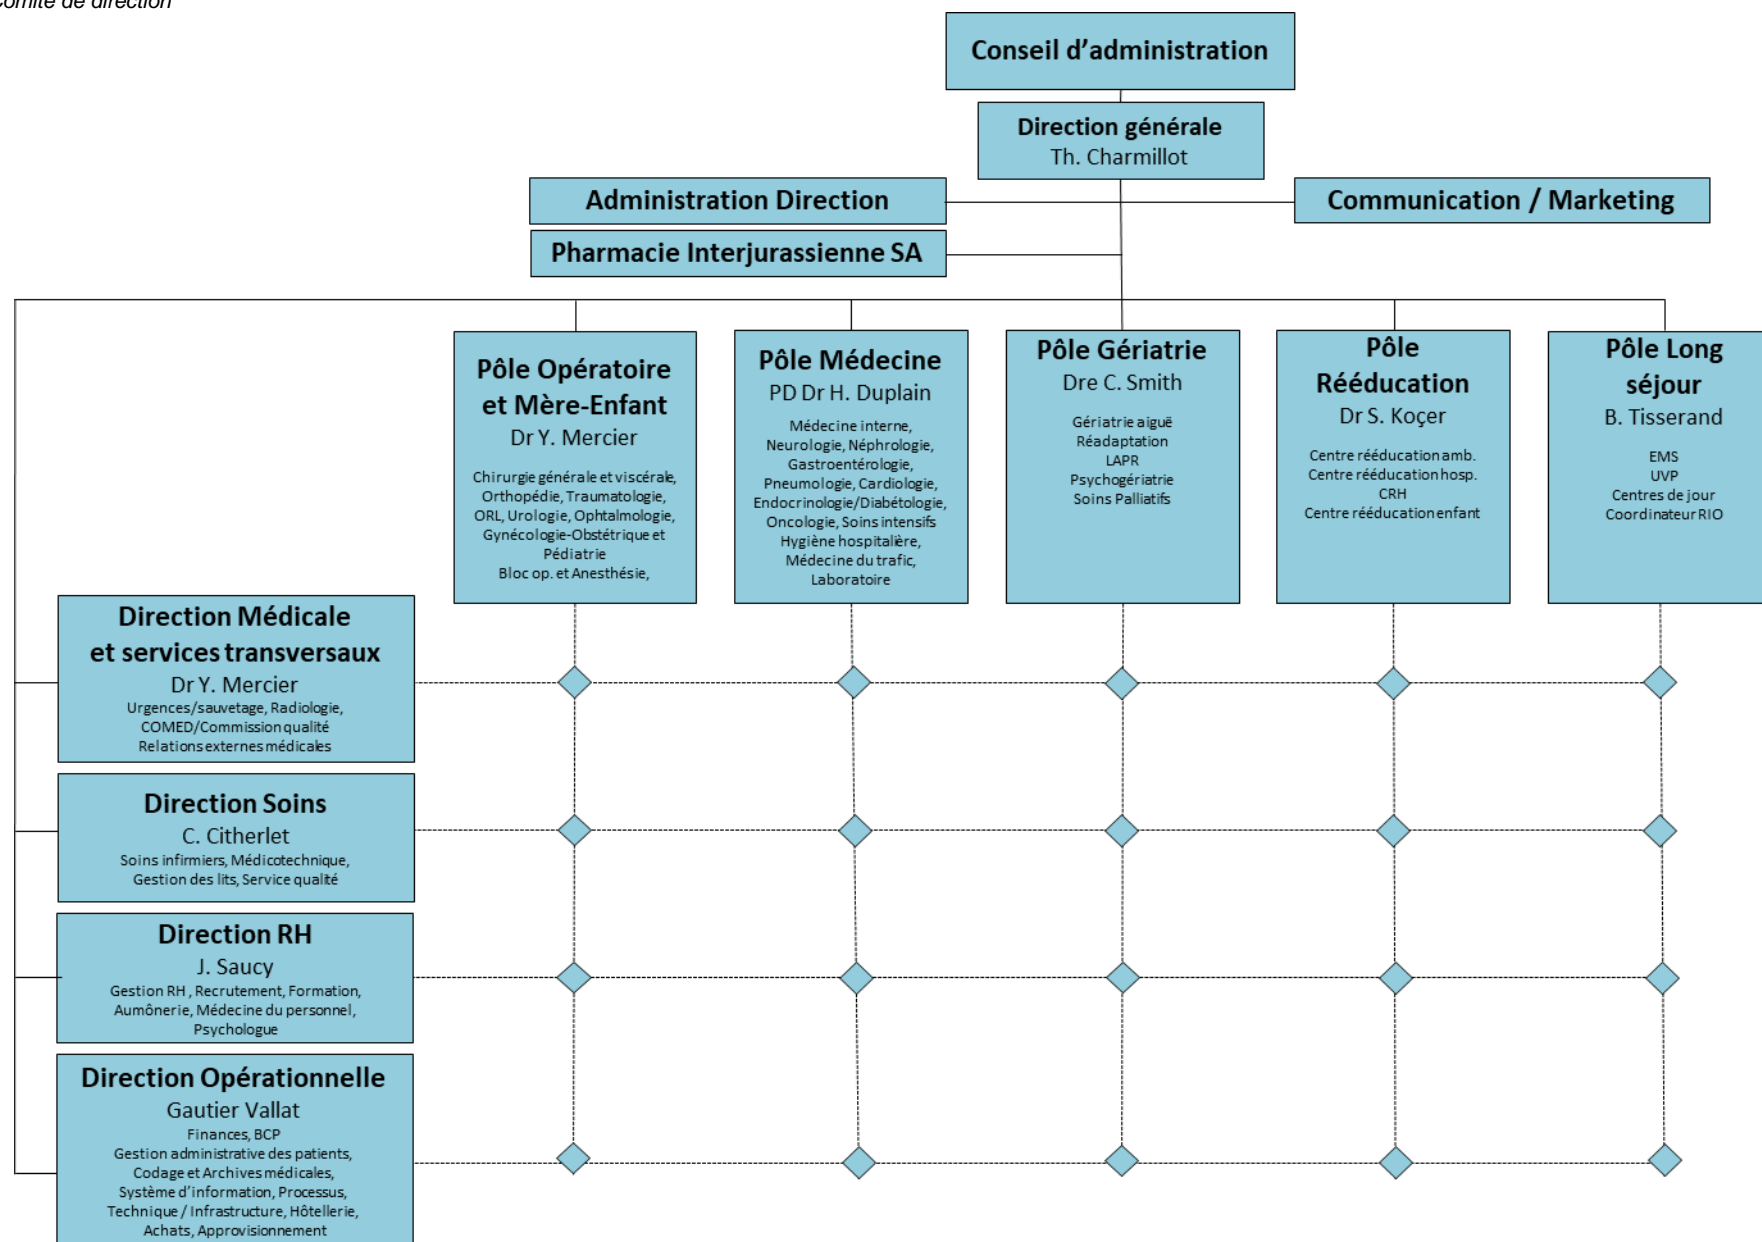 Comité de direction
Conseil d'administration
Direction générale
Th. Charmillot
Administration Direction
Communication / Marketing
Pharmacie Interjurassienne SA
Pôle Opératoire
et Mère-Enfant
Dr Y. Mercier
Chirurgie générale et viscérale,
Orthopédie, Traumatologie,
ORL, Urologie, Ophtalmologie,
Gynécologie-Obstétrique et
Pédiatrie
Bloc op. et Anesthésie,
Pôle Médecine
PD Dr H. Duplain
Médecine interne,
Neurologie, Néphrologie,
Gastroentérologie,
Pneumologie, Cardiologie,
Endocrinologie/Diabétologie,
Oncologie, Soins intensifs
Hygiène hospitalière,
Médecine du trafic,
Laboratoire
Pôle Gériatrie
Dre C. Smith
Gériatrie aiguë
Réadaptation
LAPR
Psychogériatrie
Soins Palliatifs
Pôle
Rééducation
Dr S. Koçer
Centre rééducation amb.
Centre rééducation hosp.
CRH
Centre rééducation enfant
Pôle Long
séjour
B. Tisserand
EMS
UVP
Centres de jour
Coordinateur RIO
Direction Médicale
et services transversaux
Dr Y. Mercier
Urgences/sauvetage, Radiologie,
COMED/Commission qualité
Relations externes médicales
Direction Soins
C. Citherlet
Soins infirmiers, Médicotechnique,
Gestion des lits, Service qualité
Direction RH
J. Saucy
Gestion RH , Recrutement, Formation,
Aumônerie, Médecine du personnel,
Psychologue
Direction Opérationnelle
Gautier Vallat
Finances, BCP
Gestion administrative des patients,
Codage et Archives médicales,
Système d'information, Processus,
Technique / Infrastructure, Hôtellerie,
Achats, Approvisionnement